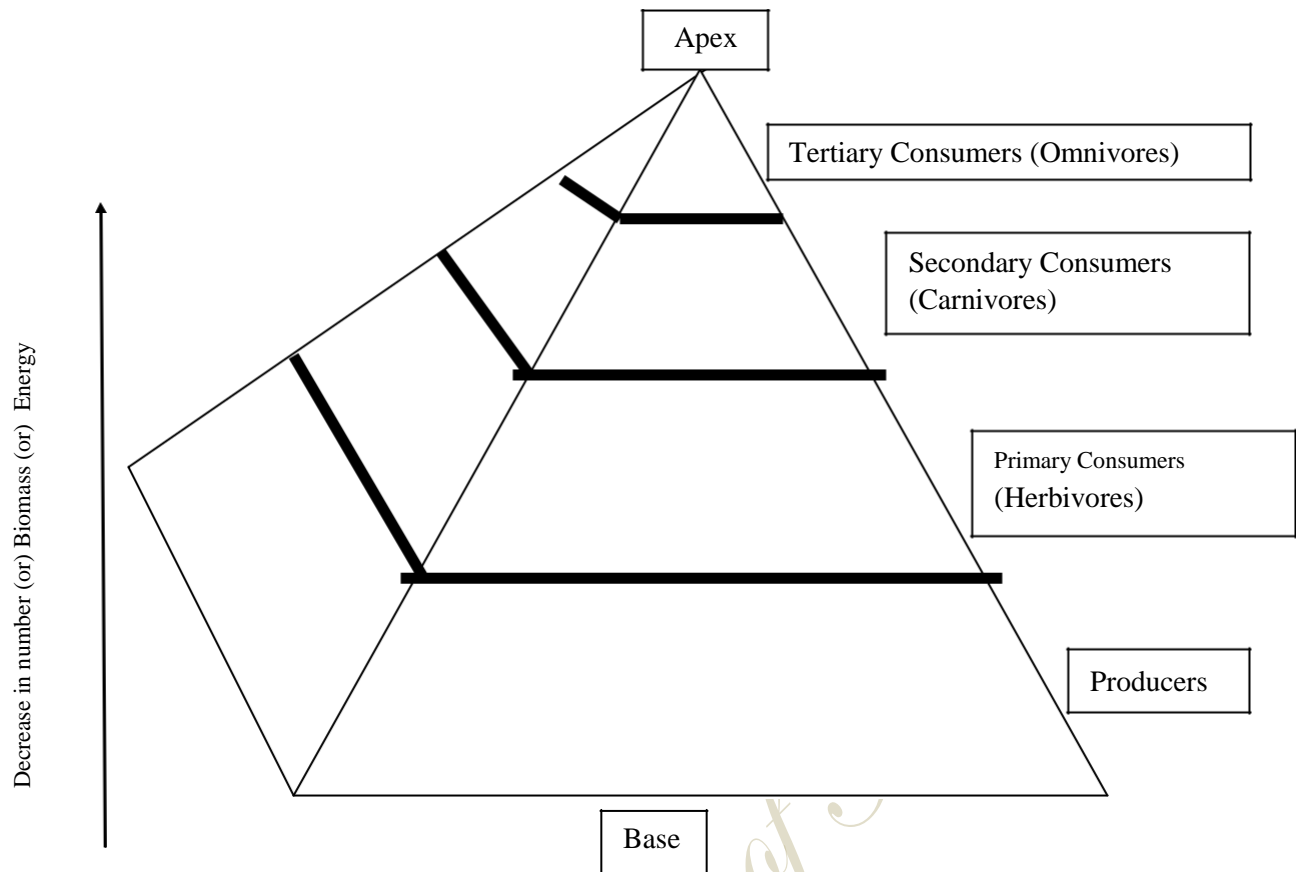 Apex
Tertiary Consumers (Omnivores)
Secondary Consumers
(Carnivores)
Primary Consumers
(Herbivores)
Producers
Base
Decrease in number (or) Biomass (or) Energy